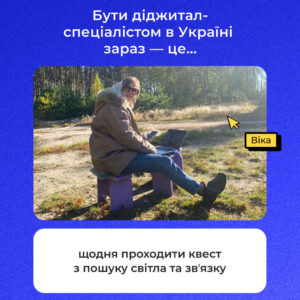 Бути діджитал-
спеціалістом в Україні
зараз — це...
Віка
щодня проходити квест
з пошуку світла та зв'язку